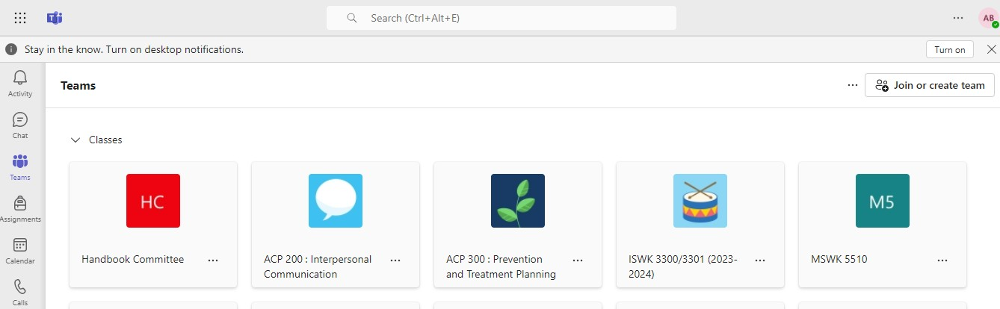 Search (Ctrl+Alt+E)
AB
Stay in the know. Turn on desktop notifications.
Turn on
Activity
Chat
Teams
Assignments
Calendar
Calls
Teams
Join or create team
Classes
HC
Handbook Committee
ACP 200 : Interpersonal
Communication
ACP 300 : Prevention
and Treatment Planning
ISWK 3300/3301 (2023-
2024)
M5
MSWK 5510